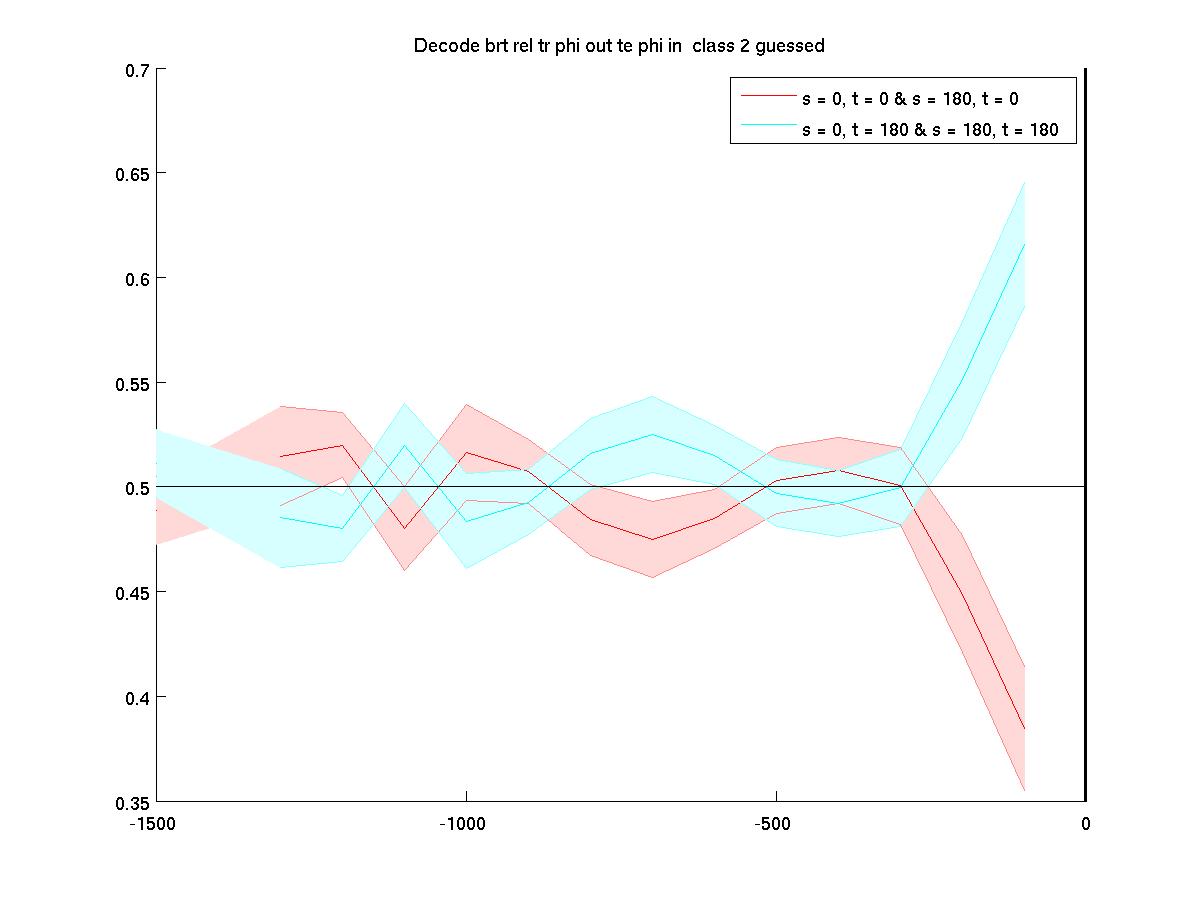 Decode brt rel tr phi out te phi in  class 2 guessed
0.7
s = 0, t = 0 & s = 180, t = 0
s = 0, t = 180 & s = 180, t = 180
0.65
0.6
0.55
0.5
0.45
0.4
0.35
-1500 -1000 -500 0